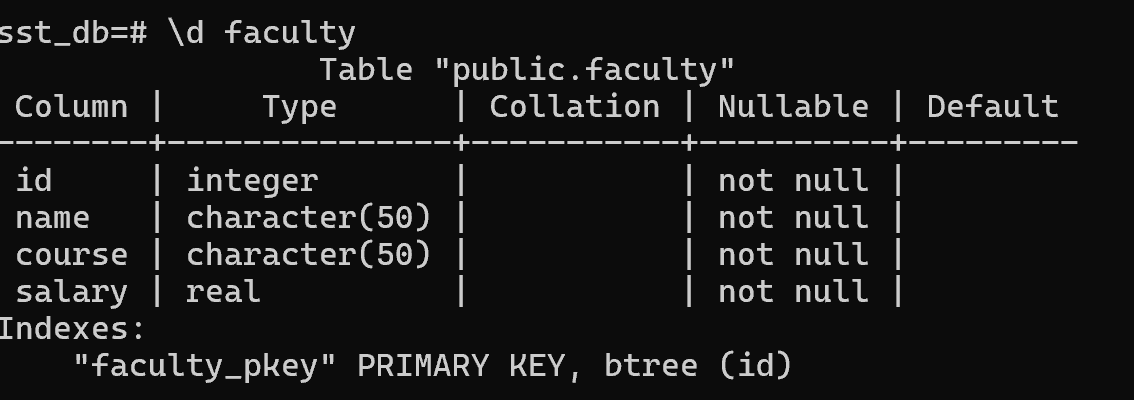 sst_db=# \d faculty
Table "public.faculty"
Column | Type | Collation | Nullable | Default
--------+---------------+-----------+----------+---------
id | integer | | not null |
name | character(50) | | not null |
course | character(50) | | not null |
salary | real | | not null |
Indexes:
"faculty_pkey" PRIMARY KEY, btree (id)